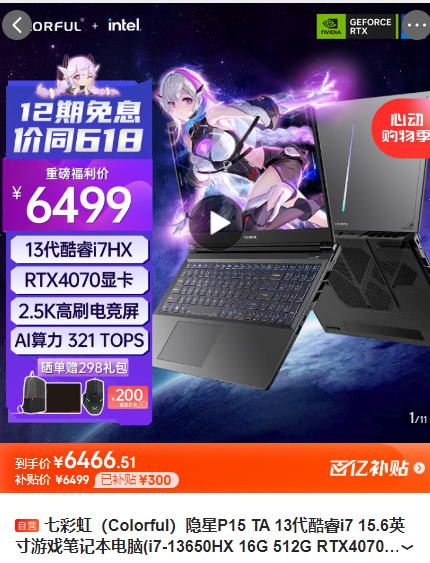 COLORFUL + intel
NVIDIA GEFORCE RTX
12期免息
价同618
心动
购物季
重磅福利价
¥6499
13代酷睿i7HX
RTX4070显卡
2.5K高刷电竞屏
AI算力 321 TOPS
晒单赠298礼包
¥200
1/11
到手价 ¥6466.51
百亿补贴
补贴价 ¥6499 已补贴 ¥300
自营 七彩虹（Colorful）隐星P15 TA 13代酷睿i7 15.6英
寸游戏笔记本电脑(i7-13650HX 16G 512G RTX4070...